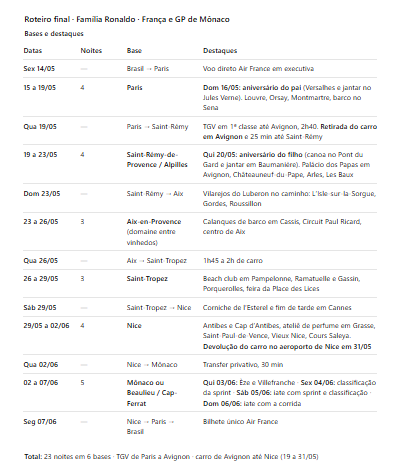 Roteiro final · Família Ronaldo · França e GP de Mônaco
Bases e destaques
Datas Noites Base Destaques
Sex 14/05 — Brasil → Paris Voo direto Air France em executiva
15 a 19/05 4 Paris Dom 16/05: aniversário do pai (Versalhes e jantar no
Jules Verne). Louvre, Orsay, Montmartre, barco no
Sena
Qua 19/05 — Paris → Saint-Rémy TGV em 1ª classe até Avignon, 2h40. Retirada do carro
em Avignon e 25 min até Saint-Rémy
19 a 23/05 4 Saint-Rémy-de-
Provence / Alpilles
Qui 20/05: aniversário do filho (canoa no Pont du
Gard e jantar em Baumanière). Palácio dos Papas em
Avignon, Châteauneuf-du-Pape, Arles, Les Baux
Dom 23/05 — Saint-Rémy → Aix Vilarejos do Luberon no caminho: L'Isle-sur-la-Sorgue,
Gordes, Roussillon
23 a 26/05 3 Aix-en-Provence
(domaine entre
vinhedos)
Calanques de barco em Cassis, Circuit Paul Ricard,
centro de Aix
Qua 26/05 — Aix → Saint-Tropez 1h45 a 2h de carro
26 a 29/05 3 Saint-Tropez Beach club em Pampelonne, Ramatuelle e Gassin,
Porquerolles, feira da Place des Lices
Sáb 29/05 — Saint-Tropez → Nice Corniche de l'Esterel e fim de tarde em Cannes
29/05 a 02/06 4 Nice Antibes e Cap d'Antibes, ateliê de perfume em Grasse,
Saint-Paul-de-Vence, Vieux Nice, Cours Saleya.
Devolução do carro no aeroporto de Nice em 31/05
Qua 02/06 — Nice → Mônaco Transfer privativo, 30 min
02 a 07/06 5 Mônaco ou
Beaulieu / Cap-
Ferrat
Qui 03/06: Èze e Villefranche · Sex 04/06: classificação
da sprint · Sáb 05/06: iate com sprint e classificação ·
Dom 06/06: iate com a corrida
Seg 07/06 — Nice → Paris →
Brasil
Bilhete único Air France
Total: 23 noites em 6 bases · TGV de Paris a Avignon · carro de Avignon até Nice (19 a 31/05)